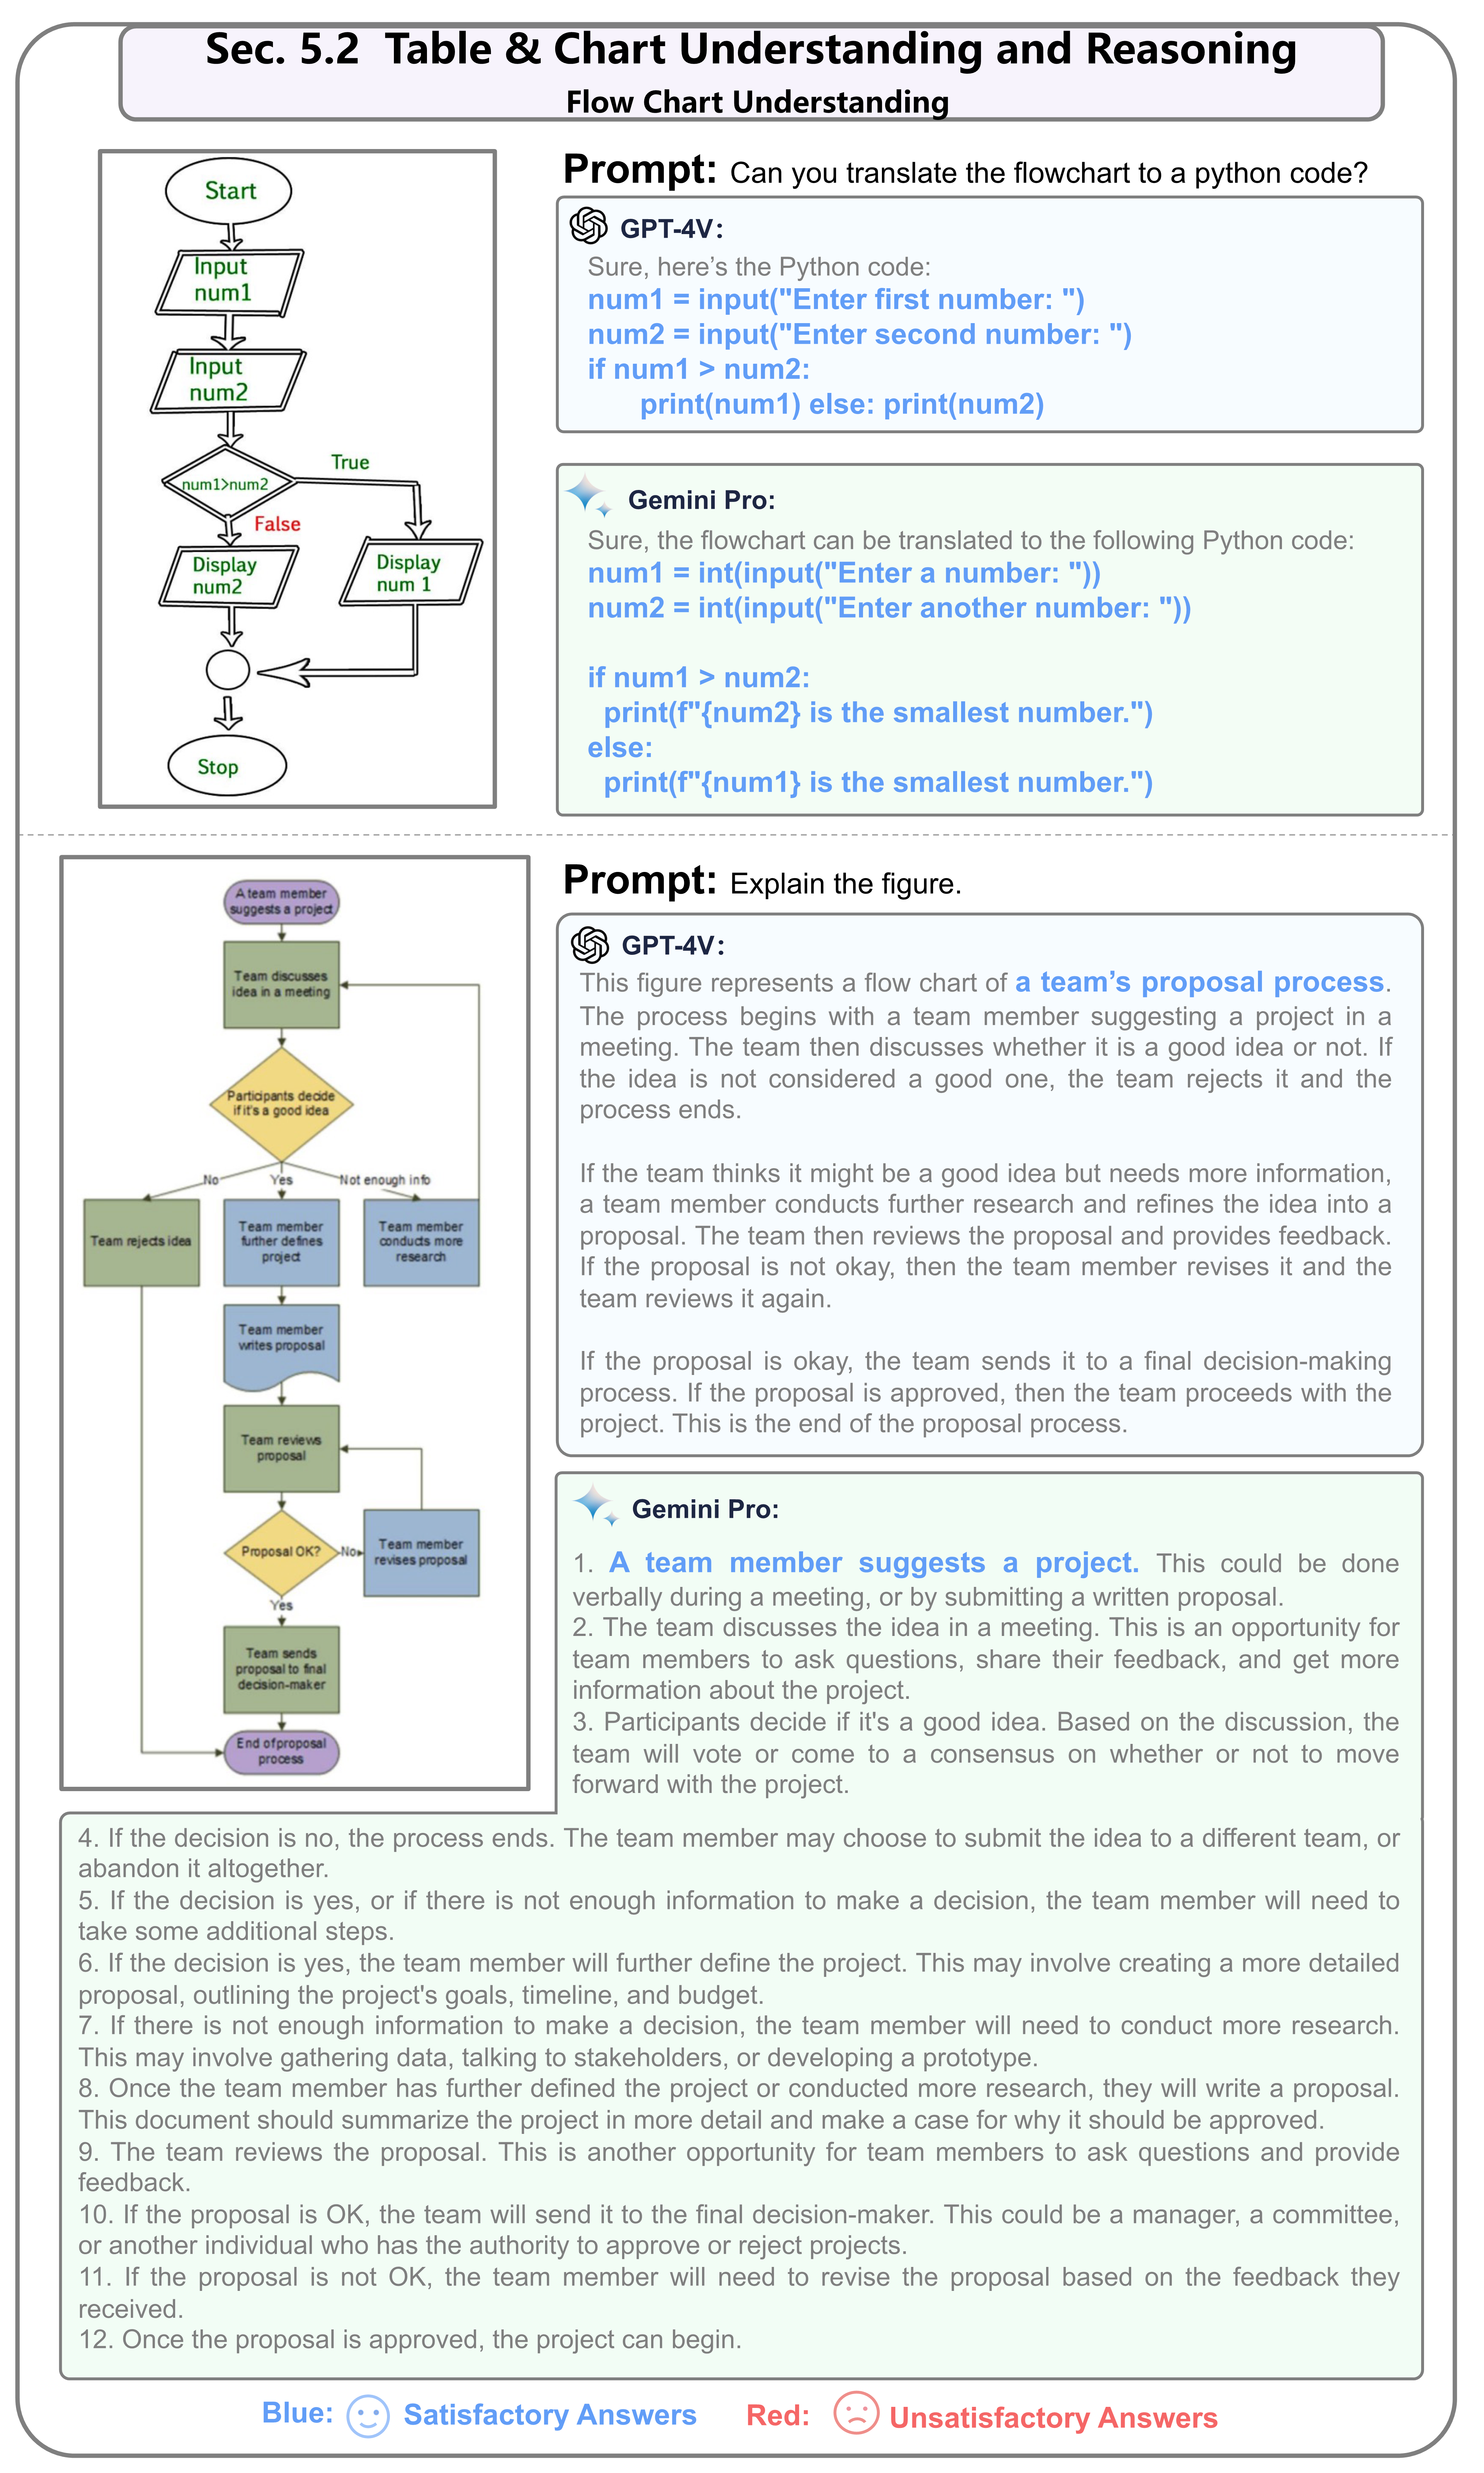 Sec. 5.2 Table & Chart Understanding and Reasoning
Flow Chart Understanding
Start
Input
num1
Input
num2
num1>num2
True
False
Display
num2
Display
num 1
Stop
Prompt: Can you translate the flowchart to a python code?
GPT-4V:
Sure, here's the Python code:
num1 = input("Enter first number: ")
num2 = input("Enter second number: ")
if num1 > num2:
print(num1) else: print(num2)
Gemini Pro:
Sure, the flowchart can be translated to the following Python code:
num1 = int(input("Enter a number: "))
num2 = int(input("Enter another number: "))
if num1 > num2:
print(f"{num2} is the smallest number.")
else:
print(f"{num1} is the smallest number.")
A team member
suggests a project
Team discusses
idea in a meeting
Participants decide
if it's a good idea
No
Yes
Not enough info
Team rejects idea
Team member
further defines
project
Team member
conducts more
research
Team member
writes proposal
Team reviews
proposal
Proposal OK?
No
Team member
revises proposal
Yes
Team sends
proposal to final
decision-maker
End of proposal
process
Prompt: Explain the figure.
GPT-4V:
This figure represents a flow chart of a team's proposal process.
The process begins with a team member suggesting a project in a
meeting. The team then discusses whether it is a good idea or not. If
the idea is not considered a good one, the team rejects it and the
process ends.
If the team thinks it might be a good idea but needs more information,
a team member conducts further research and refines the idea into a
proposal. The team then reviews the proposal and provides feedback.
If the proposal is not okay, then the team member revises it and the
team reviews it again.
If the proposal is okay, the team sends it to a final decision-making
process. If the proposal is approved, then the team proceeds with the
project. This is the end of the proposal process.
Gemini Pro:
1. A team member suggests a project. This could be done
verbally during a meeting, or by submitting a written proposal.
2. The team discusses the idea in a meeting. This is an opportunity for
team members to ask questions, share their feedback, and get more
information about the project.
3. Participants decide if it's a good idea. Based on the discussion, the
team will vote or come to a consensus on whether or not to move
forward with the project.
4. If the decision is no, the process ends. The team member may choose to submit the idea to a different team, or
abandon it altogether.
5. If the decision is yes, or if there is not enough information to make a decision, the team member will need to
take some additional steps.
6. If the decision is yes, the team member will further define the project. This may involve creating a more detailed
proposal, outlining the project's goals, timeline, and budget.
7. If there is not enough information to make a decision, the team member will need to conduct more research.
This may involve gathering data, talking to stakeholders, or developing a prototype.
8. Once the team member has further defined the project or conducted more research, they will write a proposal.
This document should summarize the project in more detail and make a case for why it should be approved.
9. The team reviews the proposal. This is another opportunity for team members to ask questions and provide
feedback.
10. If the proposal is OK, the team will send it to the final decision-maker. This could be a manager, a committee,
or another individual who has the authority to approve or reject projects.
11. If the proposal is not OK, the team member will need to revise the proposal based on the feedback they
received.
12. Once the proposal is approved, the project can begin.
Blue: Satisfactory Answers Red: Unsatisfactory Answers